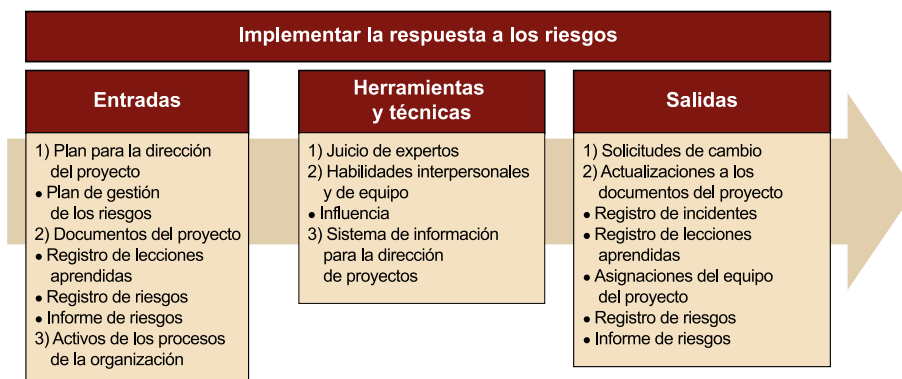 Implementar la respuesta a los riesgos
Entradas
1) Plan para la dirección
del proyecto
• Plan de gestión
de los riesgos
2) Documentos del proyecto
• Registro de lecciones
aprendidas
• Registro de riesgos
• Informe de riesgos
3) Activos de los procesos
de la organización
Herramientas
y técnicas
1) Juicio de expertos
2) Habilidades interpersonales
y de equipo
• Influencia
3) Sistema de información
para la dirección
de proyectos
Salidas
1) Solicitudes de cambio
2) Actualizaciones a los
documentos del proyecto
• Registro de incidentes
• Registro de lecciones
aprendidas
• Asignaciones del equipo
del proyecto
• Registro de riesgos
• Informe de riesgos